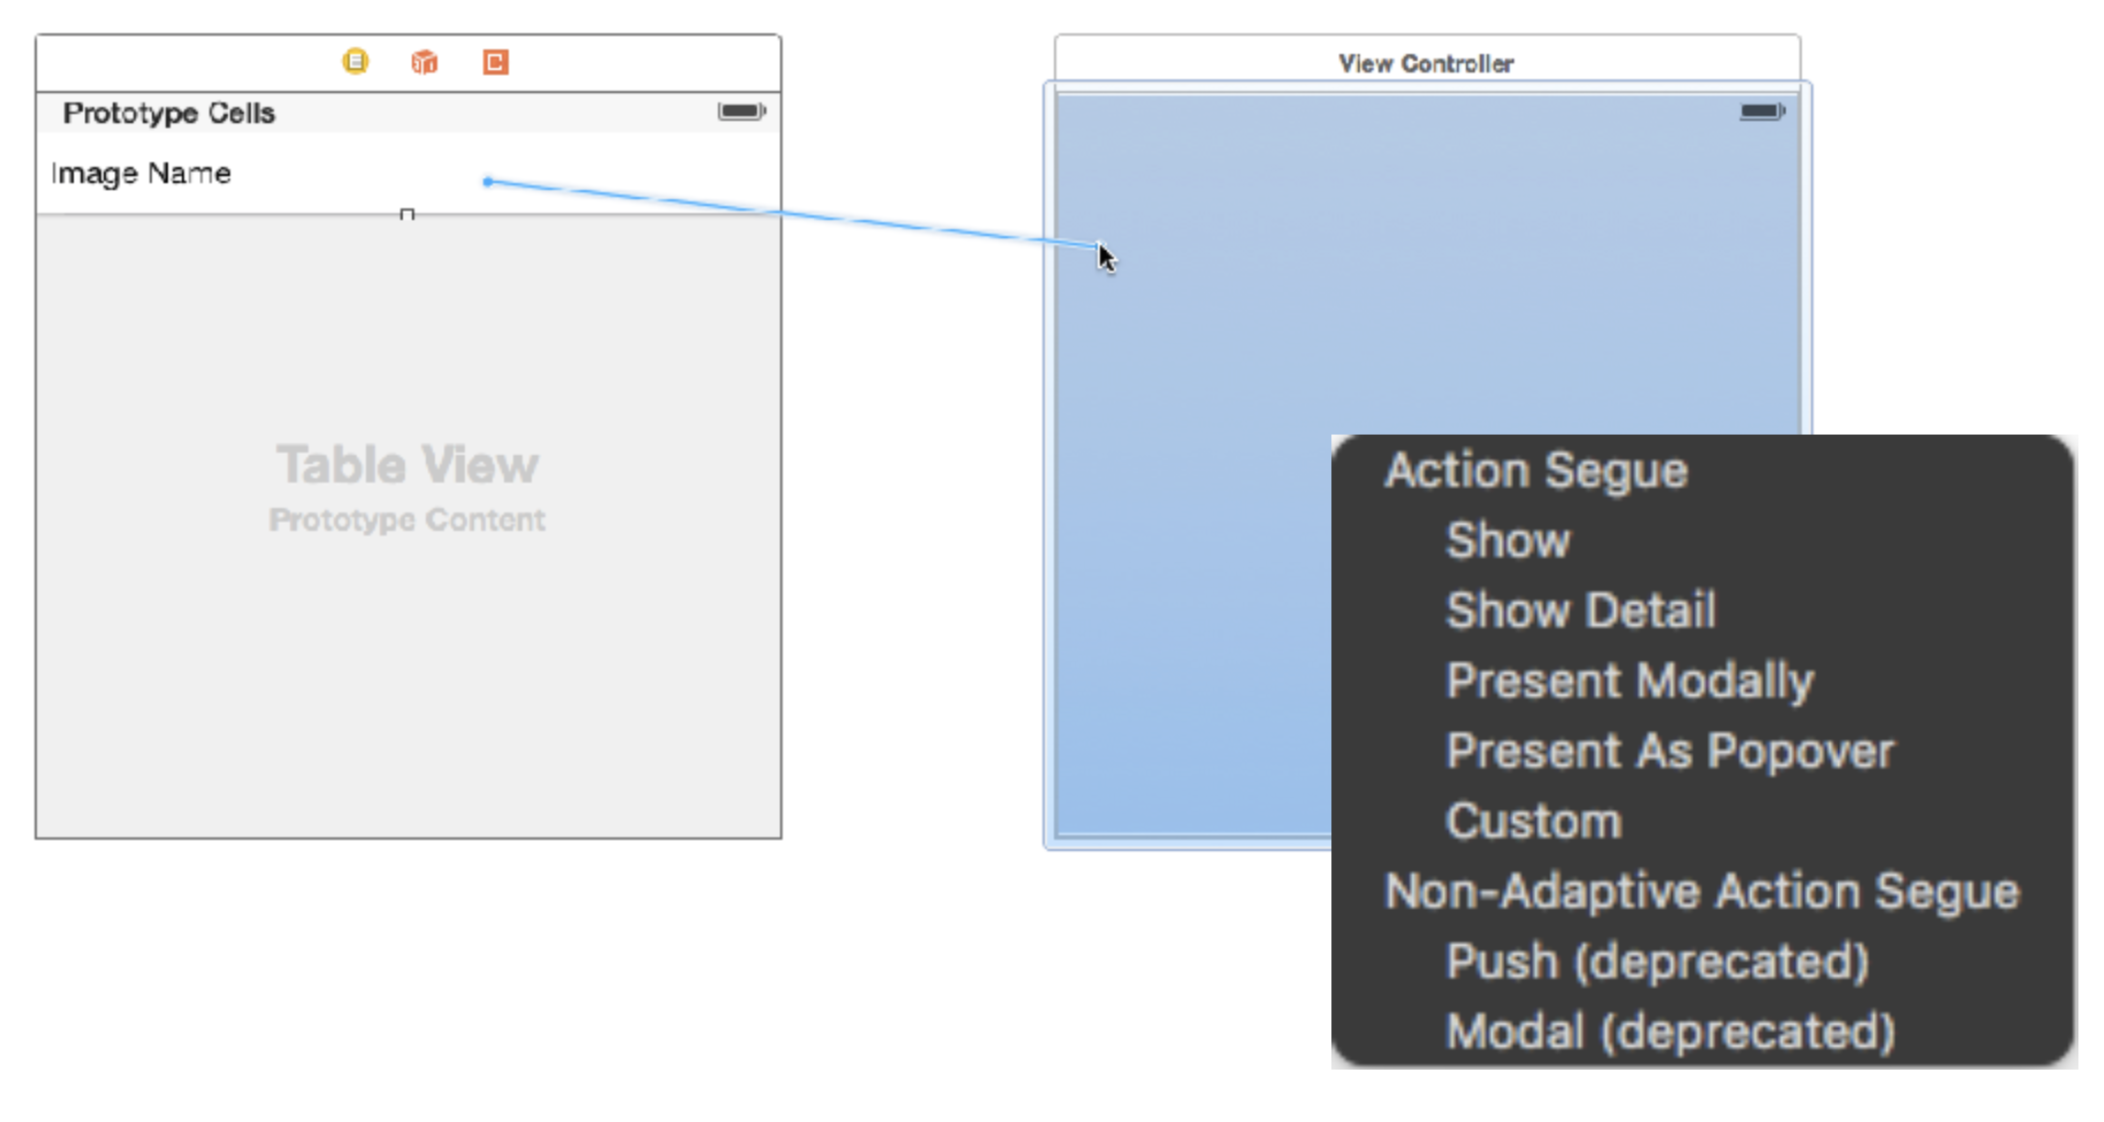 Prototype Cells
Image Name
Table View
Prototype Content
View Controller
Action Segue
Show
Show Detail
Present Modally
Present As Popover
Custom
Non-Adaptive Action Segue
Push (deprecated)
Modal (deprecated)